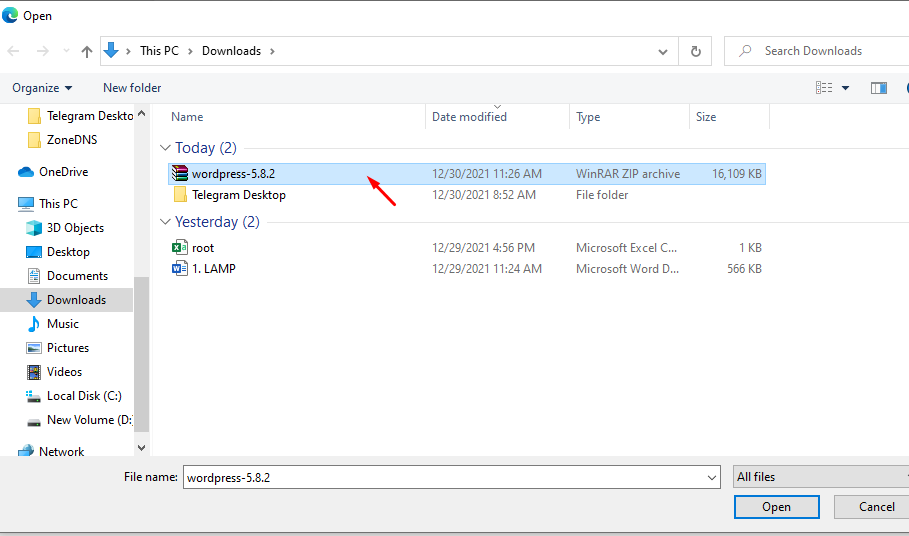 Open
This PC
Downloads
Search Downloads
Organize
New folder
Telegram Deskto
ZoneDNS
OneDrive
This PC
3D Objects
Desktop
Documents
Downloads
Music
Pictures
Videos
Local Disk (C:)
New Volume (D:
Network
Name Date modified Type Size
Today (2)
wordpress-5.8.2 12/30/2021 11:26 AM WinRAR ZIP archive 16,109 KB
Telegram Desktop 12/30/2021 8:52 AM File folder
Yesterday (2)
root 12/29/2021 4:56 PM Microsoft Excel C... 1 KB
1. LAMP 12/29/2021 11:24 AM Microsoft Word D... 566 KB
File name: wordpress-5.8.2 All files
Open Cancel